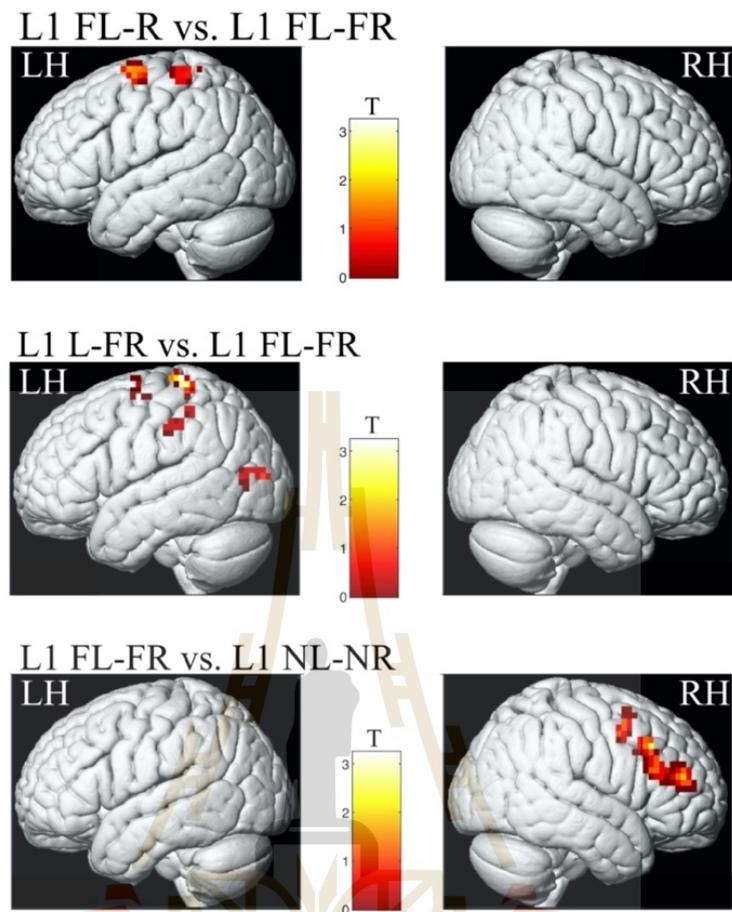 L1 FL-R vs. L1 FL-FR
LH
RH
T
3
2
1
0
L1 L-FR vs. L1 FL-FR
LH
RH
T
3
2
1
0
L1 FL-FR vs. L1 NL-NR
LH
RH
T
3
2
1
0